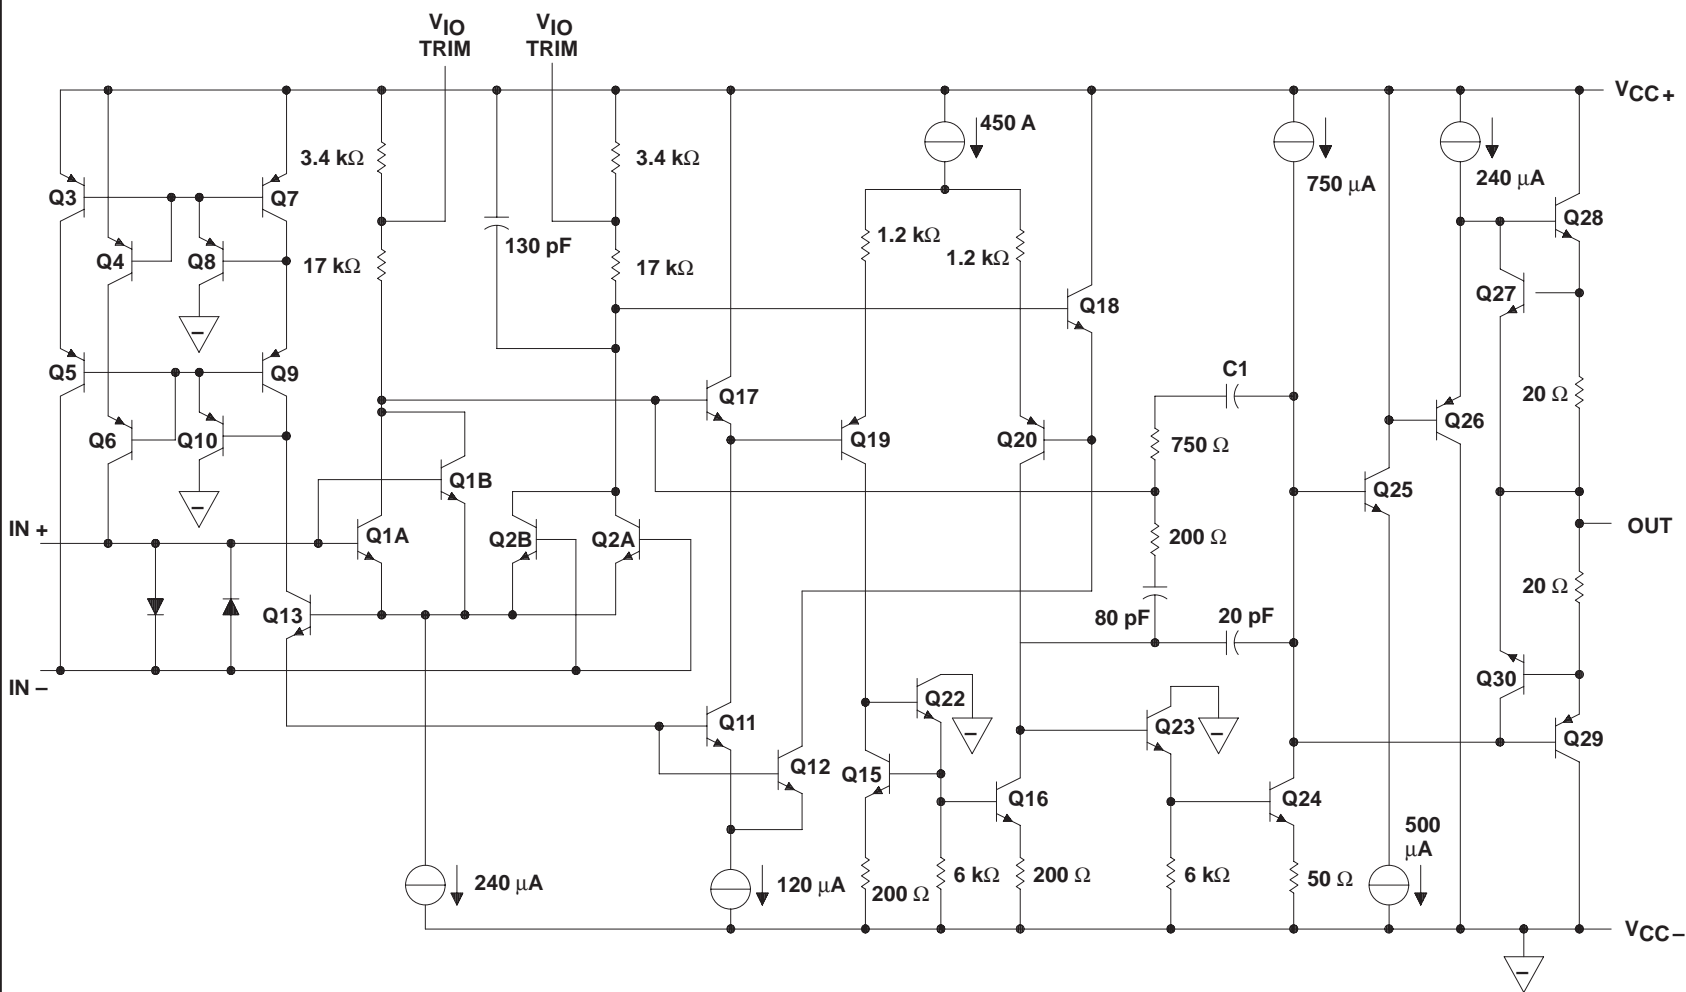 VIO
TRIM
VIO
TRIM
VCC+
450 A
3.4 kΩ
3.4 kΩ
750 µA
240 µA
Q3
Q7
Q28
Q4
Q8
130 pF
1.2 kΩ
1.2 kΩ
17 kΩ
17 kΩ
Q27
Q18
Q5
Q9
C1
Q17
20 Ω
Q6
Q10
Q19
Q20
750 Ω
Q26
Q1B
Q25
IN +
Q1A
Q2B
Q2A
200 Ω
OUT
Q13
80 pF
20 pF
20 Ω
IN –
Q22
Q30
Q11
Q23
Q29
Q12
Q15
Q16
Q24
500
µA
240 µA
120 µA
200 Ω
6 kΩ
200 Ω
6 kΩ
50 Ω
VCC–